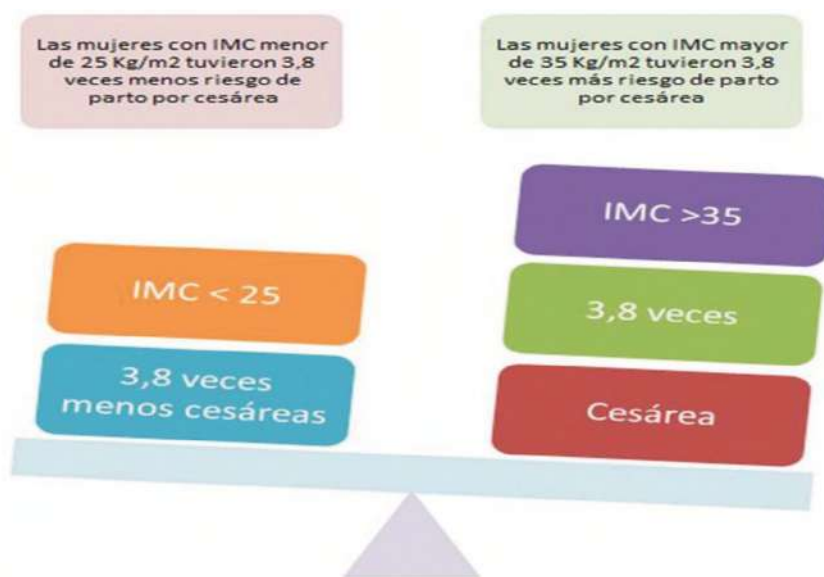 Las mujeres con IMC menor
de 25 Kg/m2 tuvieron 3,8
veces menos riesgo de
parto por cesárea
Las mujeres con IMC mayor
de 35 Kg/m2 tuvieron 3,8
veces más riesgo de parto
por cesárea
IMC < 25
3,8 veces
menos cesáreas
IMC >35
3,8 veces
Cesárea